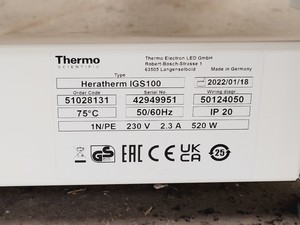 Thermo
SCIENTIFIC
Thermo Electron LED GmbH
Robert-Bosch-Strasse 1
63505 Langenselbold
Made in Germany
Type
Heratherm IGS100
2022/01/18
Order Code
Serial No.
Wiring diagr.
51028131
42949951
50124050
75°C
50/60Hz
IP 20
1N/PE 230 V 2.3 A 520 W
GS
CE
UK
CA
25